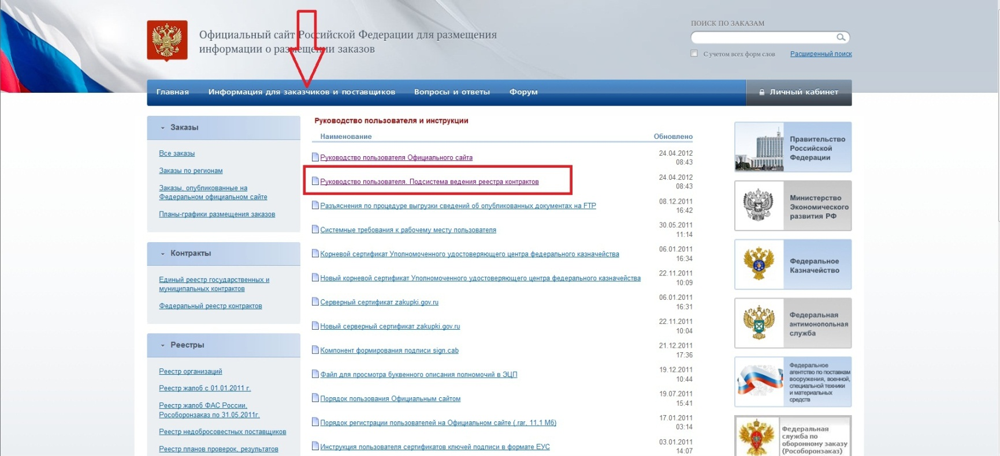 Официальный сайт Российской Федерации для размещения
информации о размещении заказов
ПОИСК ПО ЗАКАЗАМ
С учетом всех форм слов
Расширенный поиск
Главная
Информация для заказчиков и поставщиков
Вопросы и ответы
Форум
Личный кабинет
Заказы
Все заказы
Заказы по регионам
Заказы, опубликованные на
Федеральном официальном сайте
Планы-графики размещения заказов
Контракты
Единый реестр государственных и
муниципальных контрактов
Федеральный реестр контрактов
Реестры
Реестр организаций
Реестр жалоб с 01.01.2011 г.
Реестр жалоб ФАС России,
Рособоронзаказ по 31.05.2011г.
Реестр недобросовестных поставщиков
Реестр планов проверок, результатов
Руководство пользователя и инструкции
Наименование
Обновлено
Руководство пользователя Официального сайта
24.04.2012
08:43
Руководство пользователя. Подсистема ведения реестра контрактов
24.04.2012
08:43
Разъяснения по процедуре выгрузки сведений об опубликованных документах на FTP
08.12.2011
16:42
Системные требования к рабочему месту пользователя
30.05.2011
11:14
Корневой сертификат Уполномоченного удостоверяющего центра федерального казначейства
06.01.2011
16:34
Новый корневой сертификат Уполномоченного удостоверяющего центра федерального казначейства
22.11.2011
10:09
Серверный сертификат zakupki.gov.ru
06.01.2011
16:31
Новый серверный сертификат zakupki.gov.ru
22.11.2011
10:04
Компонент формирования подписи sign.cab
21.12.2011
17:36
Файл для просмотра буквенного описания полномочий в ЭЦП
19.12.2011
10:44
Порядок пользования Официальным сайтом
19.07.2011
15:41
Порядок регистрации пользователей на Официальном сайте (.rar, 11,1 Мб)
17.01.2011
03:14
Инструкция пользователя сертификатов ключей подписи в формате ЕУС
03.01.2011
14:07
Правительство
Российской
Федерации
Министерство
Экономического
развития РФ
Федеральное
Казначейство
Федеральная
антимонопольная
служба
Федеральное
агентство по поставкам
вооружения, военной,
специальной техники
и материальных
средств
Федеральная
служба по
оборонному заказу
(Рособоронзаказ)